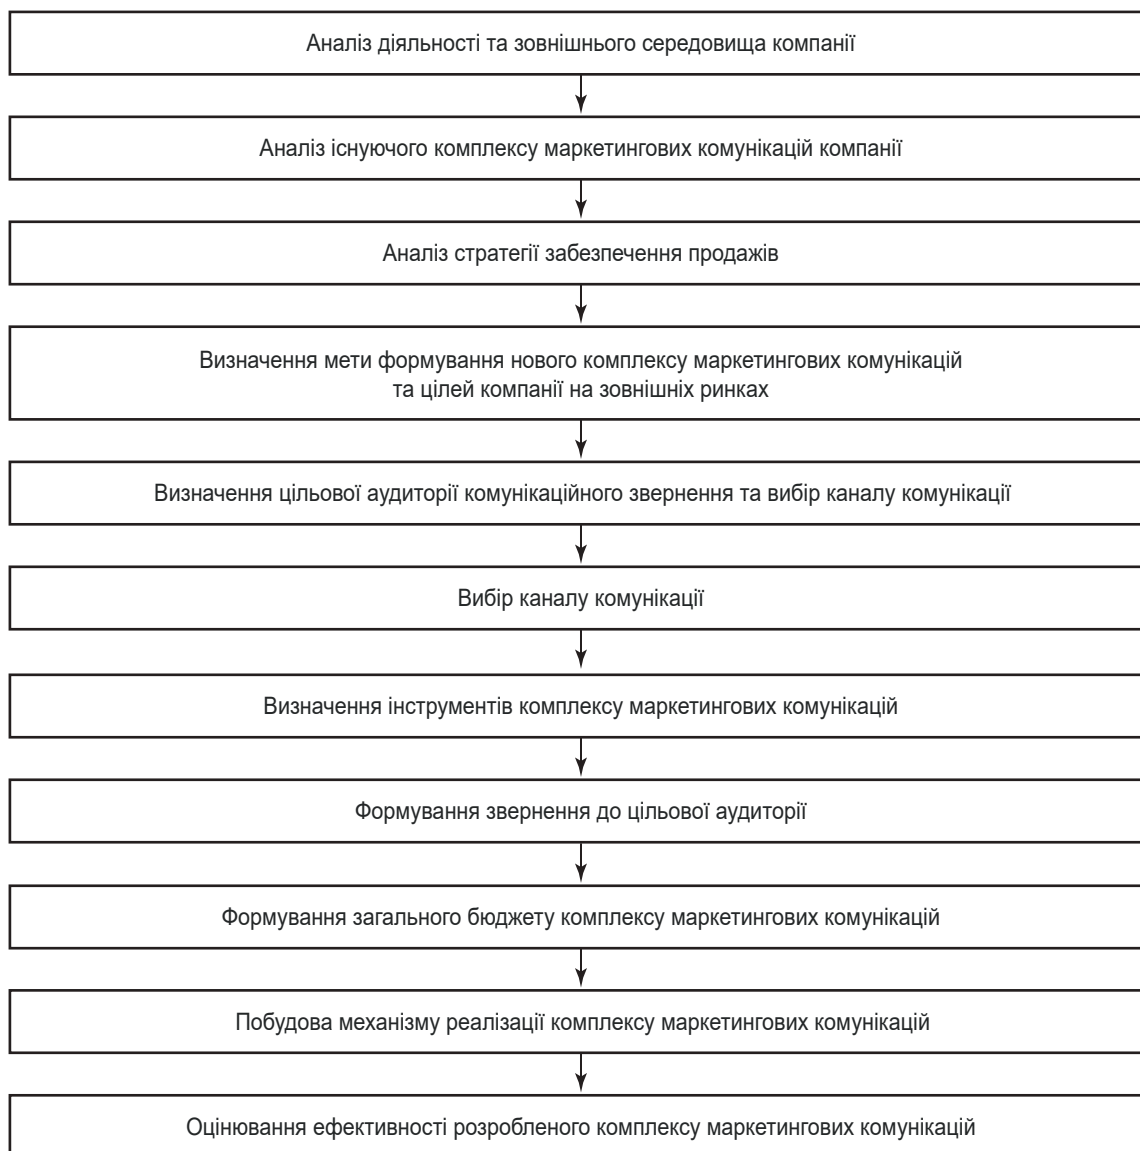 Аналіз діяльності та зовнішнього середовища компанії
Аналіз існуючого комплексу маркетингових комунікацій компанії
Аналіз стратегії забезпечення продажів
Визначення мети формування нового комплексу маркетингових комунікацій
та цілей компанії на зовнішніх ринках
Визначення цільової аудиторії комунікаційного звернення та вибір каналу комунікації
Вибір каналу комунікації
Визначення інструментів комплексу маркетингових комунікацій
Формування звернення до цільової аудиторії
Формування загального бюджету комплексу маркетингових комунікацій
Побудова механізму реалізації комплексу маркетингових комунікацій
Оцінювання ефективності розробленого комплексу маркетингових комунікацій